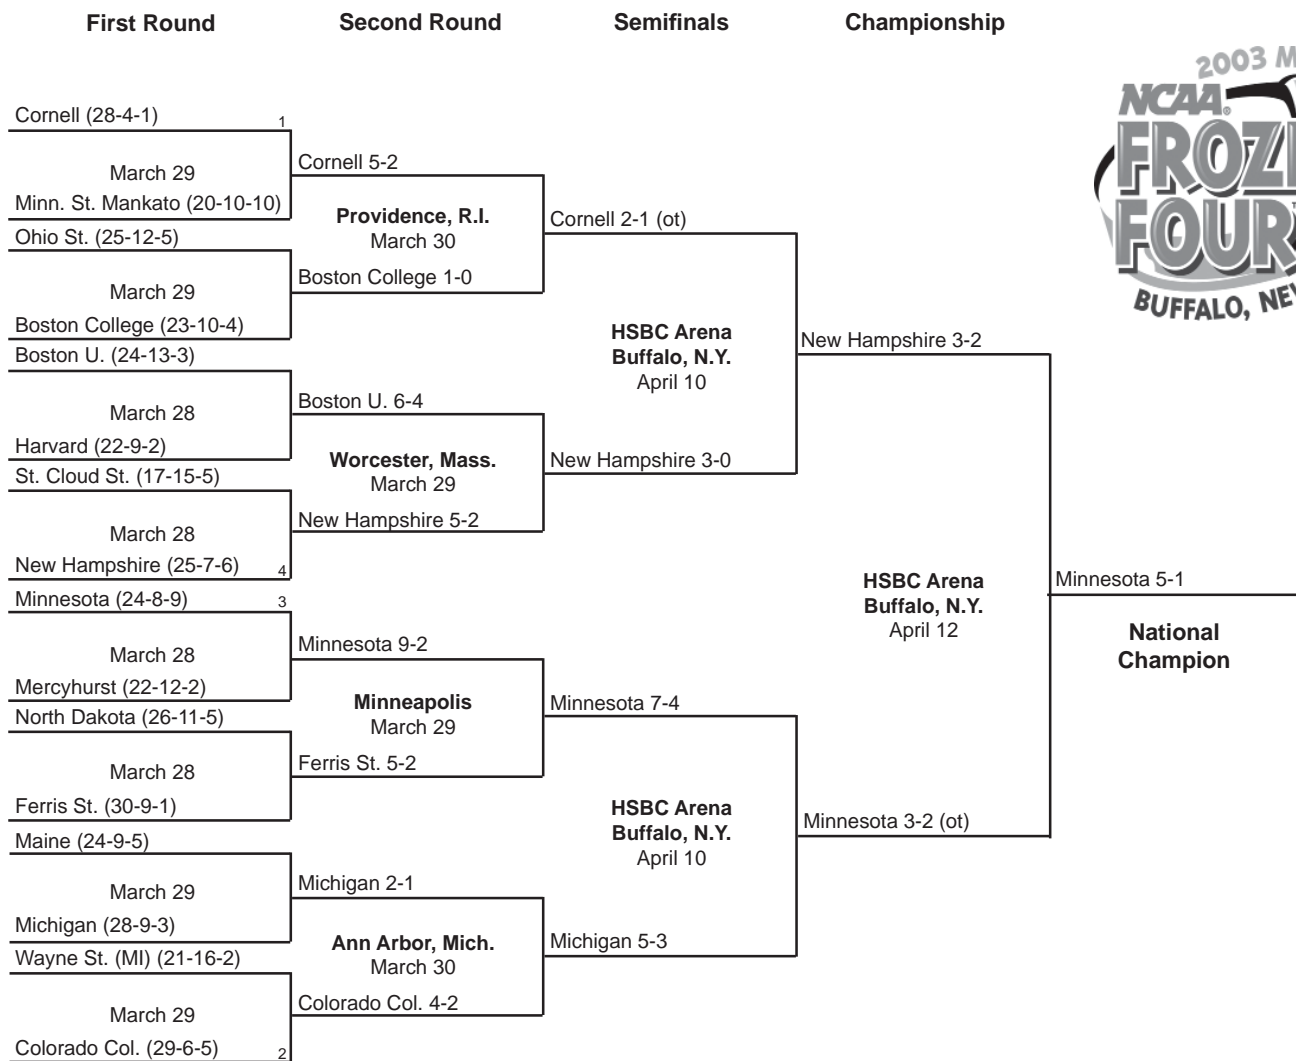 First Round
Second Round
Semifinals
Championship
2003 M
NCAA®
FROZE
FOUR
BUFFALO, NEW
Cornell (28-4-1) 1
March 29
Minn. St. Mankato (20-10-10)
Ohio St. (25-12-5)
March 29
Boston College (23-10-4)
Boston U. (24-13-3)
March 28
Harvard (22-9-2)
St. Cloud St. (17-15-5)
March 28
New Hampshire (25-7-6) 4
Minnesota (24-8-9) 3
March 28
Mercyhurst (22-12-2)
North Dakota (26-11-5)
March 28
Ferris St. (30-9-1)
Maine (24-9-5)
March 29
Michigan (28-9-3)
Wayne St. (MI) (21-16-2)
March 29
Colorado Col. (29-6-5) 2
Cornell 5-2
Providence, R.I.
March 30
Boston College 1-0
Boston U. 6-4
Worcester, Mass.
March 29
New Hampshire 5-2
Minnesota 9-2
Minneapolis
March 29
Ferris St. 5-2
Michigan 2-1
Ann Arbor, Mich.
March 30
Colorado Col. 4-2
Cornell 2-1 (ot)
HSBC Arena
Buffalo, N.Y.
April 10
New Hampshire 3-0
Minnesota 7-4
HSBC Arena
Buffalo, N.Y.
April 10
Michigan 5-3
New Hampshire 3-2
HSBC Arena
Buffalo, N.Y.
April 12
Minnesota 3-2 (ot)
Minnesota 5-1
National
Champion